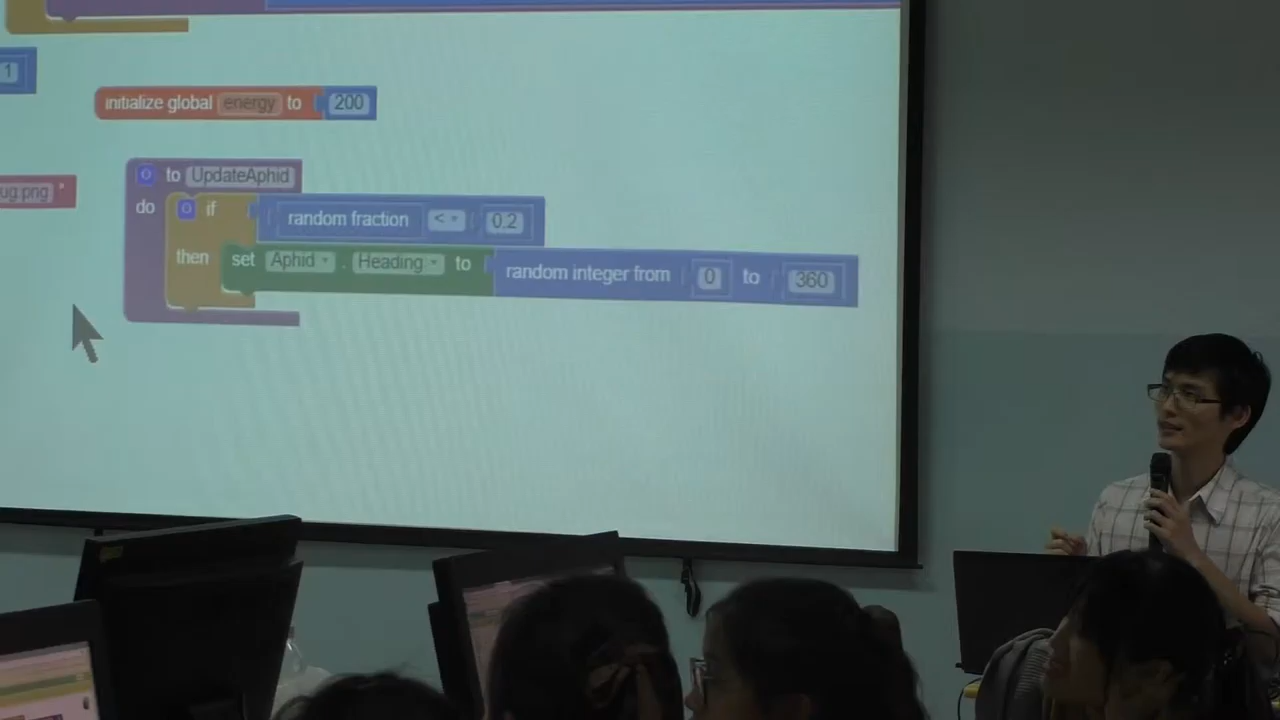 1
initialize global energy to 200
ug.png "
to UpdateAphid
do if random fraction < 0.2
then set Aphid . Heading to random integer from 0 to 360